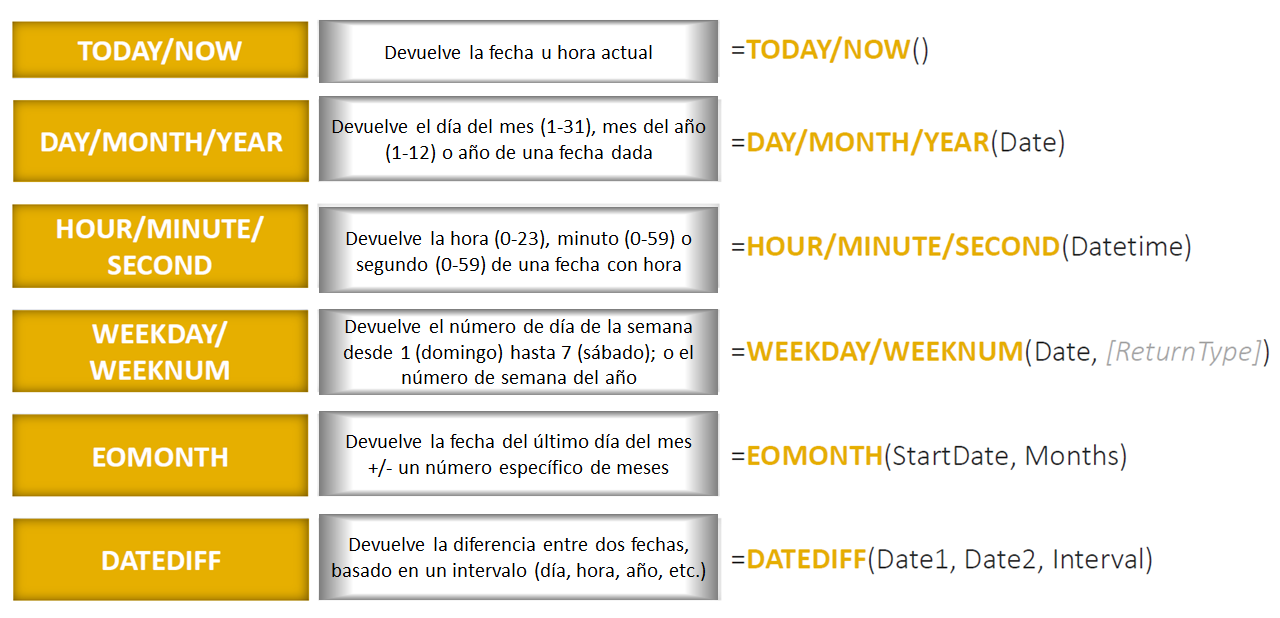 TODAY/NOW
Devuelve la fecha u hora actual
=TODAY/NOW()
DAY/MONTH/YEAR
Devuelve el día del mes (1-31), mes del año
(1-12) o año de una fecha dada
=DAY/MONTH/YEAR(Date)
HOUR/MINUTE/
SECOND
Devuelve la hora (0-23), minuto (0-59) o
segundo (0-59) de una fecha con hora
=HOUR/MINUTE/SECOND(Datetime)
WEEKDAY/
WEEKNUM
Devuelve el número de día de la semana
desde 1 (domingo) hasta 7 (sábado); o el
número de semana del año
=WEEKDAY/WEEKNUM(Date, [ReturnType])
EOMONTH
Devuelve la fecha del último día del mes
+/- un número específico de meses
=EOMONTH(StartDate, Months)
DATEDIFF
Devuelve la diferencia entre dos fechas,
basado en un intervalo (día, hora, año, etc.)
=DATEDIFF(Date1, Date2, Interval)